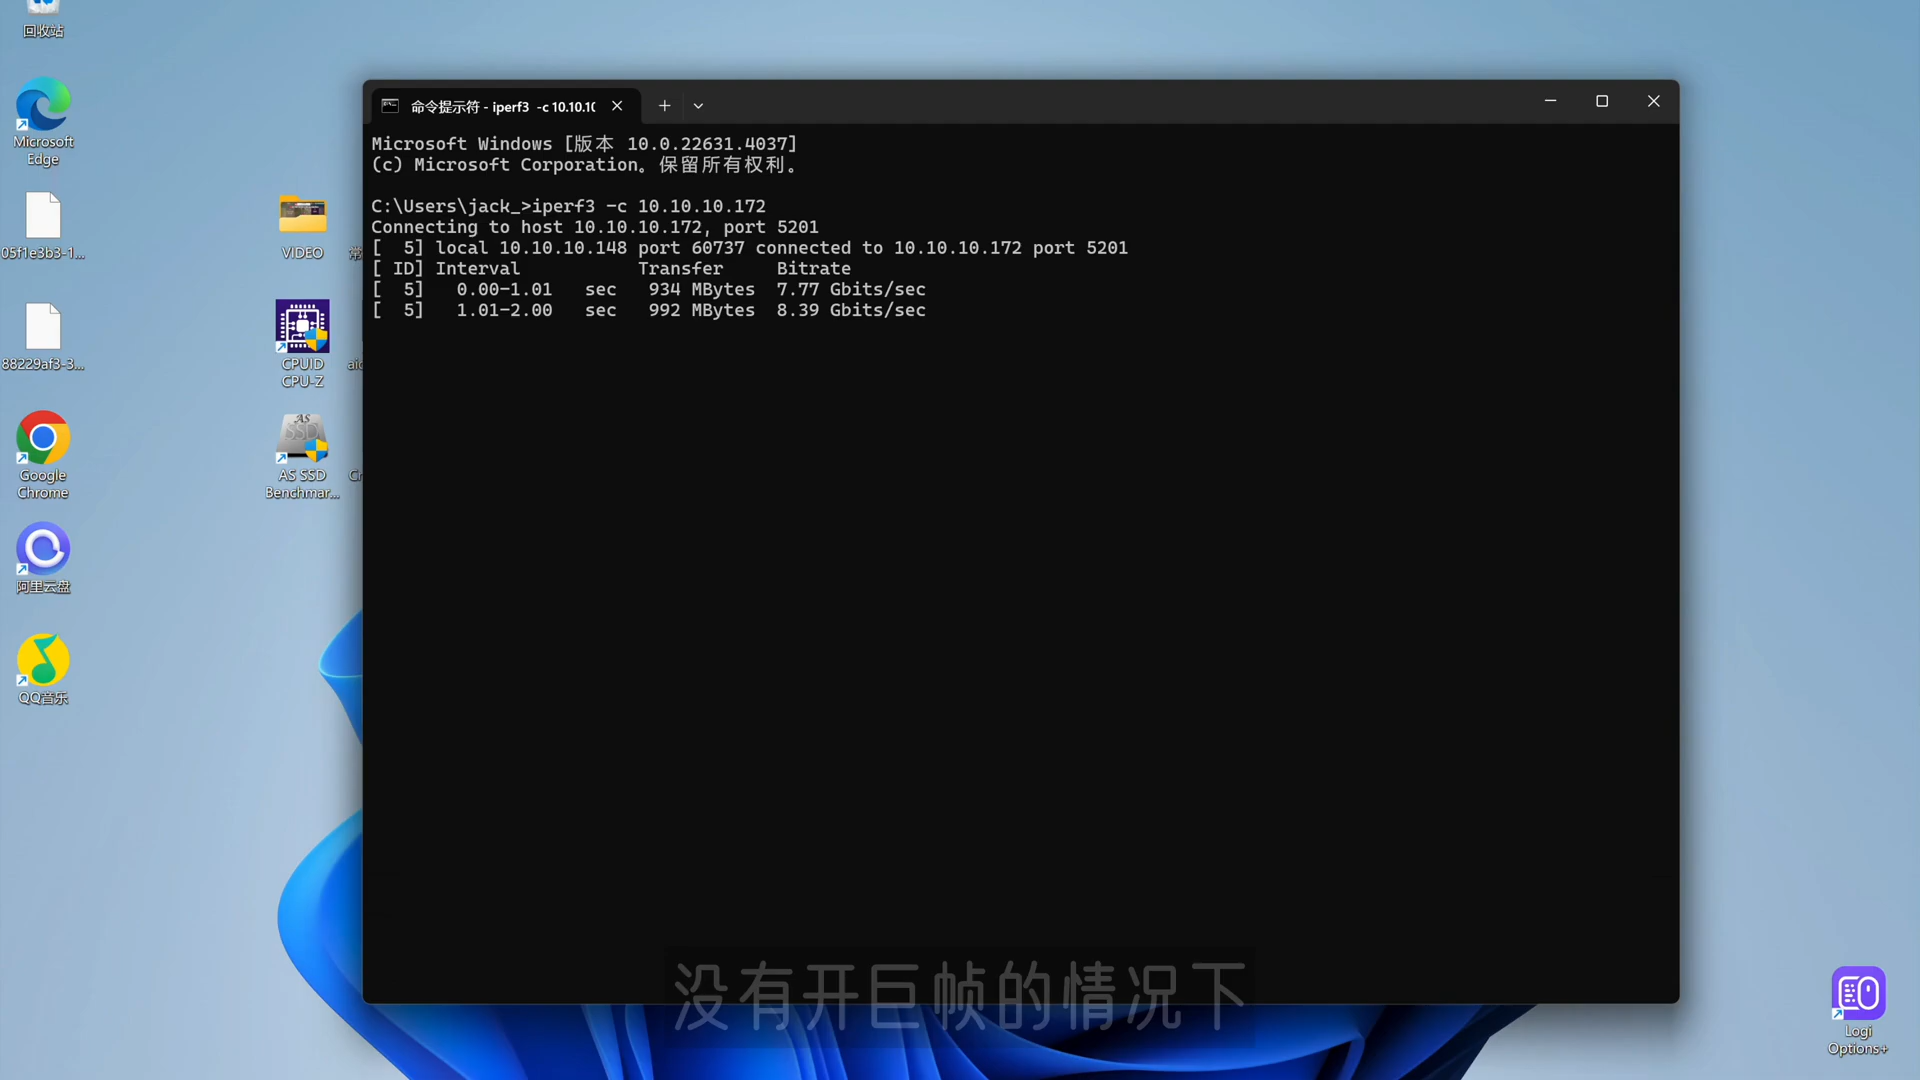 回收站
Microsoft
Edge
05f1e3b3-1...
88229af3-3...
Google
Chrome
阿里云盘
QQ音乐
VIDEO
CPUID
CPU-Z
AS SSD
Benchmar...
命令提示符 - iperf3  -c 10.10.10
Microsoft Windows [版本 10.0.22631.4037]
(c) Microsoft Corporation。保留所有权利。
C:\Users\jack_>iperf3 -c 10.10.10.172
Connecting to host 10.10.10.172, port 5201
[  5] local 10.10.10.148 port 60737 connected to 10.10.10.172 port 5201
[ ID] Interval           Transfer     Bitrate
[  5]   0.00-1.01   sec   934 MBytes  7.77 Gbits/sec
[  5]   1.01-2.00   sec   992 MBytes  8.39 Gbits/sec
没有开巨帧的情况下
Logi
Options+